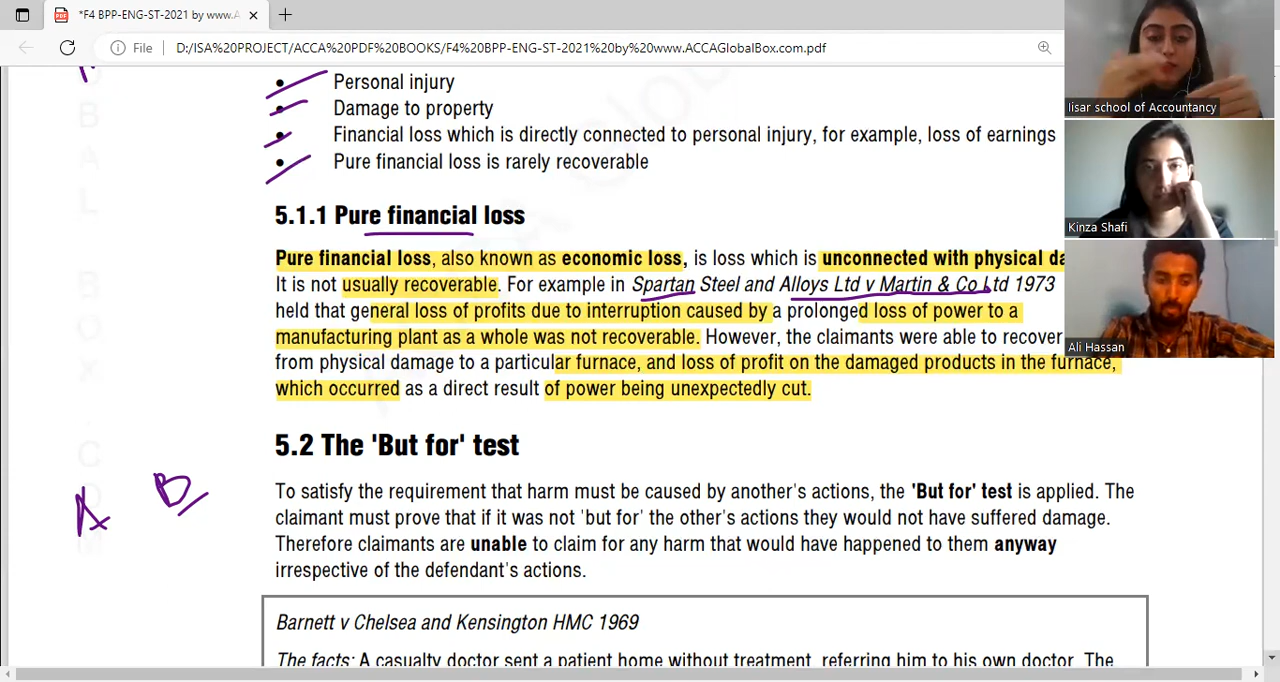 *F4 BPP-ENG-ST-2021 by www.A
File
D:/ISA%20PROJECT/ACCA%20PDF%20BOOKS/F4%20BPP-ENG-ST-2021%20by%20www.ACCAGlobalBox.com.pdf
Personal injury
Damage to property
Financial loss which is directly connected to personal injury, for example, loss of earnings
Pure financial loss is rarely recoverable
5.1.1 Pure financial loss
Pure financial loss, also known as economic loss, is loss which is unconnected with physical da
It is not usually recoverable. For example in Spartan Steel and Alloys Ltd v Martin & Co Ltd 1973
held that general loss of profits due to interruption caused by a prolonged loss of power to a
manufacturing plant as a whole was not recoverable. However, the claimants were able to recover
from physical damage to a particular furnace, and loss of profit on the damaged products in the furnace,
which occurred as a direct result of power being unexpectedly cut.
5.2 The 'But for' test
A B
To satisfy the requirement that harm must be caused by another's actions, the 'But for' test is applied. The
claimant must prove that if it was not 'but for' the other's actions they would not have suffered damage.
Therefore claimants are unable to claim for any harm that would have happened to them anyway
irrespective of the defendant's actions.
Barnett v Chelsea and Kensington HMC 1969
The facts: A casualty doctor sent a patient home without treatment, referring him to his own doctor. The
Iisar school of Accountancy
Kinza Shafi
Ali Hassan